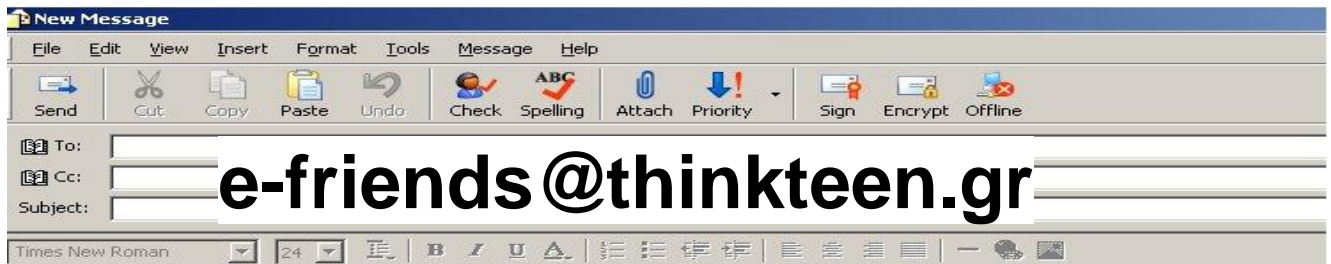 New Message
File Edit View Insert Format Tools Message Help
Send Cut Copy Paste Undo Check ABC Spelling Attach Priority Sign Encrypt Offline
To:
Cc:
Subject:
e-friends@thinkteen.gr
Times New Roman 24 B I U A